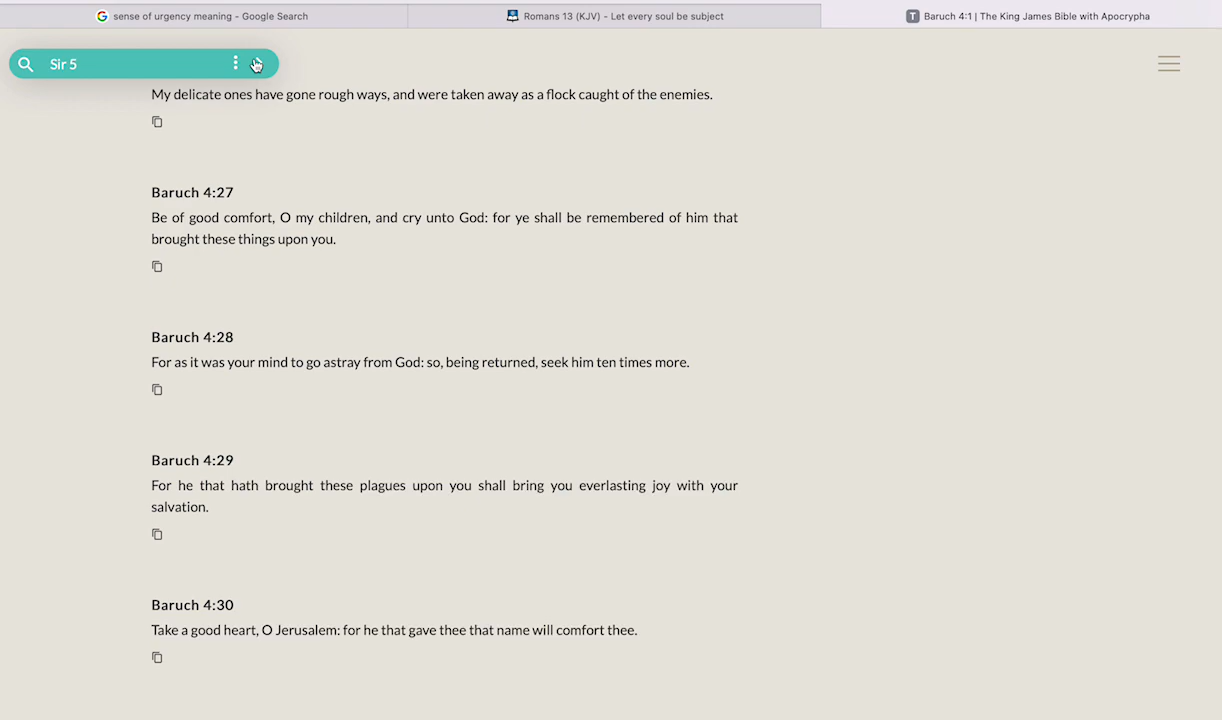 sense of urgency meaning - Google Search
Romans 13 (KJV) - Let every soul be subject
T Baruch 4:1 | The King James Bible with Apocrypha
Sir 5
My delicate ones have gone rough ways, and were taken away as a flock caught of the enemies.
Baruch 4:27
Be of good comfort, O my children, and cry unto God: for ye shall be remembered of him that
brought these things upon you.
Baruch 4:28
For as it was your mind to go astray from God: so, being returned, seek him ten times more.
Baruch 4:29
For he that hath brought these plagues upon you shall bring you everlasting joy with your
salvation.
Baruch 4:30
Take a good heart, O Jerusalem: for he that gave thee that name will comfort thee.